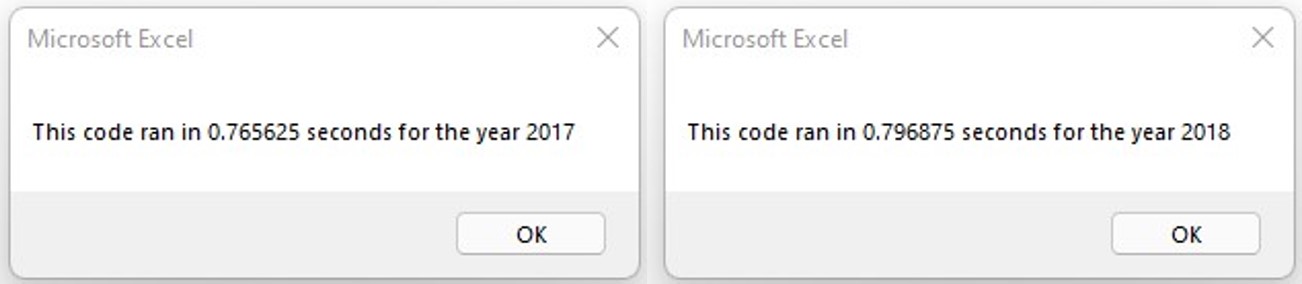 Microsoft Excel
This code ran in 0.765625 seconds for the year 2017
OK
Microsoft Excel
This code ran in 0.796875 seconds for the year 2018
OK